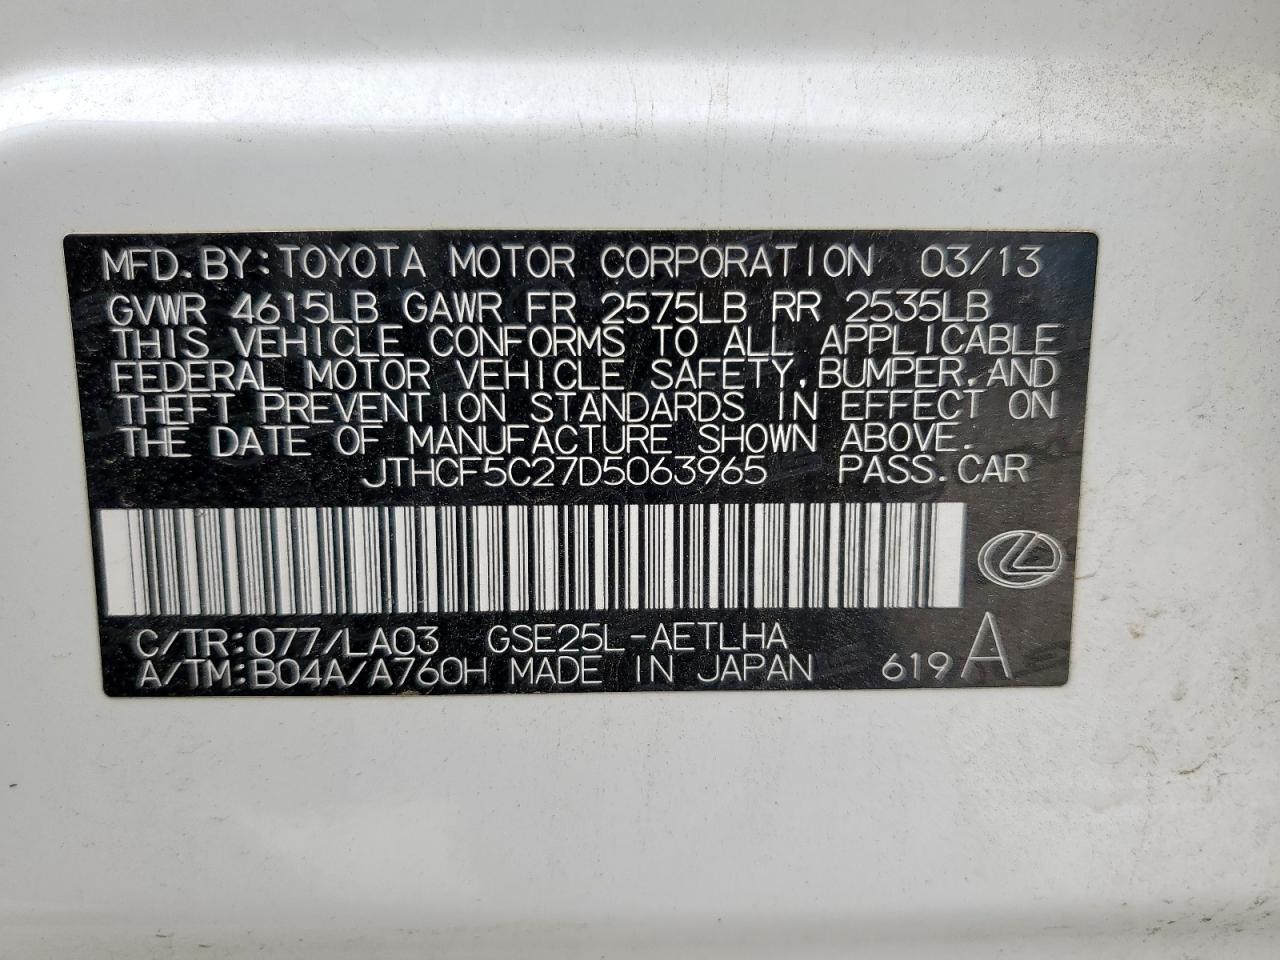 MFD. BY: TOYOTA MOTOR CORPORATION 03/13
GVWR 4615LB GAWR FR 2575LB RR 2535LB
THIS VEHICLE CONFORMS TO ALL APPLICABLE
FEDERAL MOTOR VEHICLE SAFETY, BUMPER, AND
THEFT PREVENTION STANDARDS IN EFFECT ON
THE DATE OF MANUFACTURE SHOWN ABOVE.
JTHCF5C27D5063965 PASS. CAR
C/TR: 077/LA03 GSE25L-AETLHA
A/TM: B04A/A760H MADE IN JAPAN 619 A